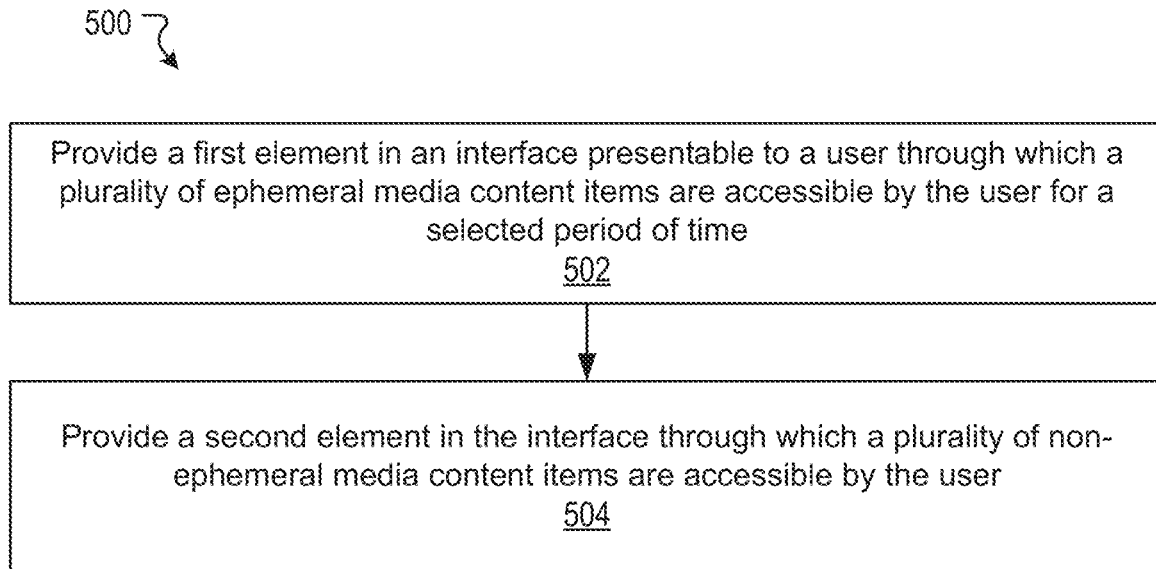 500
Provide a first element in an interface presentable to a user through which a
plurality of ephemeral media content items are accessible by the user for a
selected period of time
502
Provide a second element in the interface through which a plurality of non-
ephemeral media content items are accessible by the user
504